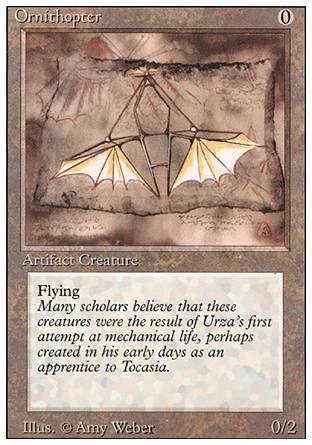 Ornithopter 0
Artifact Creature
Flying
Many scholars believe that these
creatures were the result of Urza's first
attempt at mechanical life, perhaps
created in his early days as an
apprentice to Tocasia.
Illus. © Amy Weber 0/2